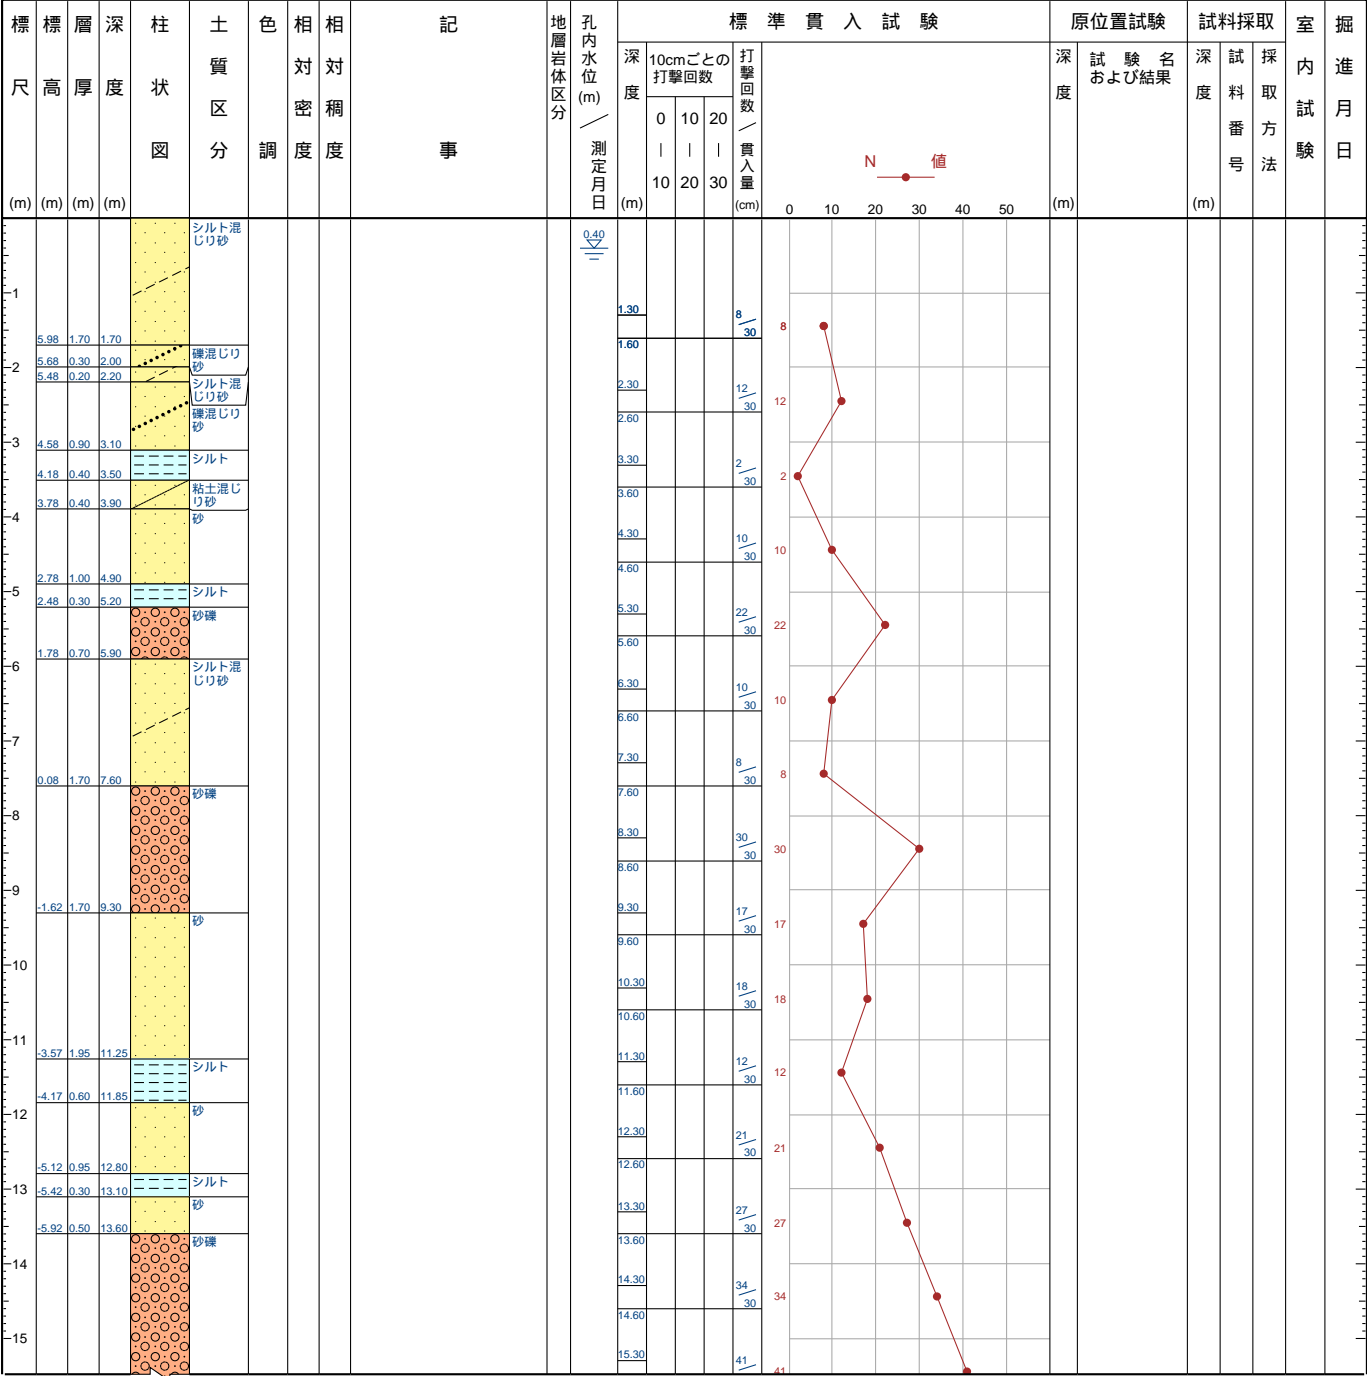 標尺 (m)
標高 (m)
層厚 (m)
深度 (m)
柱状図
土質区分
色調
相対密度
相対稠度
記事
地層岩体区分
孔内水位 (m) ／ 測定月日
標準貫入試験
深度 (m)
10cmごとの
打撃回数
0 10 20
｜ ｜ ｜
10 20 30
打撃回数／貫入量 (cm)
N 値
0 10 20 30 40 50
原位置試験
深度 (m)
試験名
および結果
試料採取
深度 (m)
試料番号
採取方法
室内試験
掘進月日
シルト混
じり砂
0.40
1
1.30 8/30 8
5.98 1.70 1.70
1.60
礫混じり
砂
5.68 0.30 2.00
2
5.48 0.20 2.20
シルト混
じり砂
2.30 12/30 12
礫混じり
砂
2.60
4.58 0.90 3.10
3
シルト
3.30 2/30 2
4.18 0.40 3.50
粘土混じ
り砂
3.60
3.78 0.40 3.90
4
砂
4.30 10/30 10
4.60
2.78 1.00 4.90
5
シルト
2.48 0.30 5.20
砂礫
5.30 22/30 22
5.60
1.78 0.70 5.90
6
シルト混
じり砂
6.30 10/30 10
6.60
7
7.30 8/30 8
0.08 1.70 7.60
7.60
砂礫
8
8.30 30/30 30
8.60
9
-1.62 1.70 9.30
9.30 17/30 17
砂
9.60
10
10.30 18/30 18
10.60
11
-3.57 1.95 11.25
シルト
11.30 12/30 12
11.60
-4.17 0.60 11.85
砂
12
12.30 21/30 21
12.60
-5.12 0.95 12.80
シルト
13
-5.42 0.30 13.10
砂
13.30 27/30 27
-5.92 0.50 13.60
13.60
砂礫
14
14.30 34/30 34
14.60
15
15.30 41/ 41